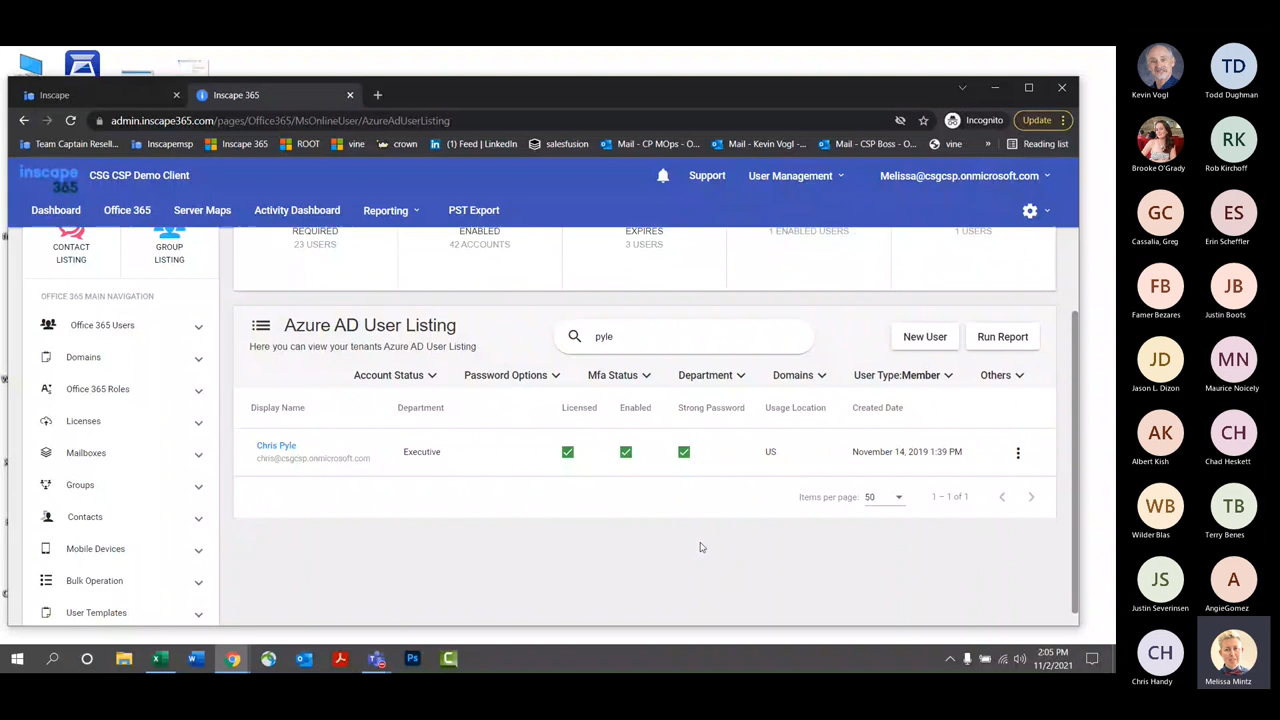 Inscape
Inscape 365
admin.inscape365.com/pages/Office365/MsOnlineUser/AzureAdUserListing
Incognito
Update
Team Captain Resell...
Inscapemsp
Inscape 365
ROOT
vine
crown
(1) Feed | LinkedIn
salesfusion
Mail - CP MOps - O...
Mail - Kevin Vogl -...
Mail - CSP Boss - O...
vine
»
Reading list
inscape
365
CSG CSP Demo Client
Support
User Management
Melissa@csgcsp.onmicrosoft.com
Dashboard
Office 365
Server Maps
Activity Dashboard
Reporting
PST Export
CONTACT
LISTING
GROUP
LISTING
REQUIRED
23 USERS
ENABLED
42 ACCOUNTS
EXPIRES
3 USERS
1 ENABLED USERS
1 USERS
OFFICE 365 MAIN NAVIGATION
Office 365 Users
Domains
Office 365 Roles
Licenses
Mailboxes
Groups
Contacts
Mobile Devices
Bulk Operation
User Templates
Azure AD User Listing
Here you can view your tenants Azure AD User Listing
pyle
New User
Run Report
Account Status
Password Options
Mfa Status
Department
Domains
User Type:Member
Others
Display Name
Department
Licensed
Enabled
Strong Password
Usage Location
Created Date
Chris Pyle
chris@csgcsp.onmicrosoft.com
Executive
US
November 14, 2019 1:39 PM
Items per page:
50
1 – 1 of 1
2:05 PM
11/2/2021
Kevin Vogl
TD
Todd Dughman
Brooke O'Grady
RK
Rob Kirchoff
GC
Cassalia, Greg
ES
Erin Scheffler
FB
Famer Bezares
JB
Justin Boots
JD
Jason L. Dizon
MN
Maurice Noicely
AK
Albert Kish
CH
Chad Heskett
WB
Wilder Blas
TB
Terry Benes
JS
Justin Severinsen
A
AngieGomez
CH
Chris Handy
Melissa Mintz